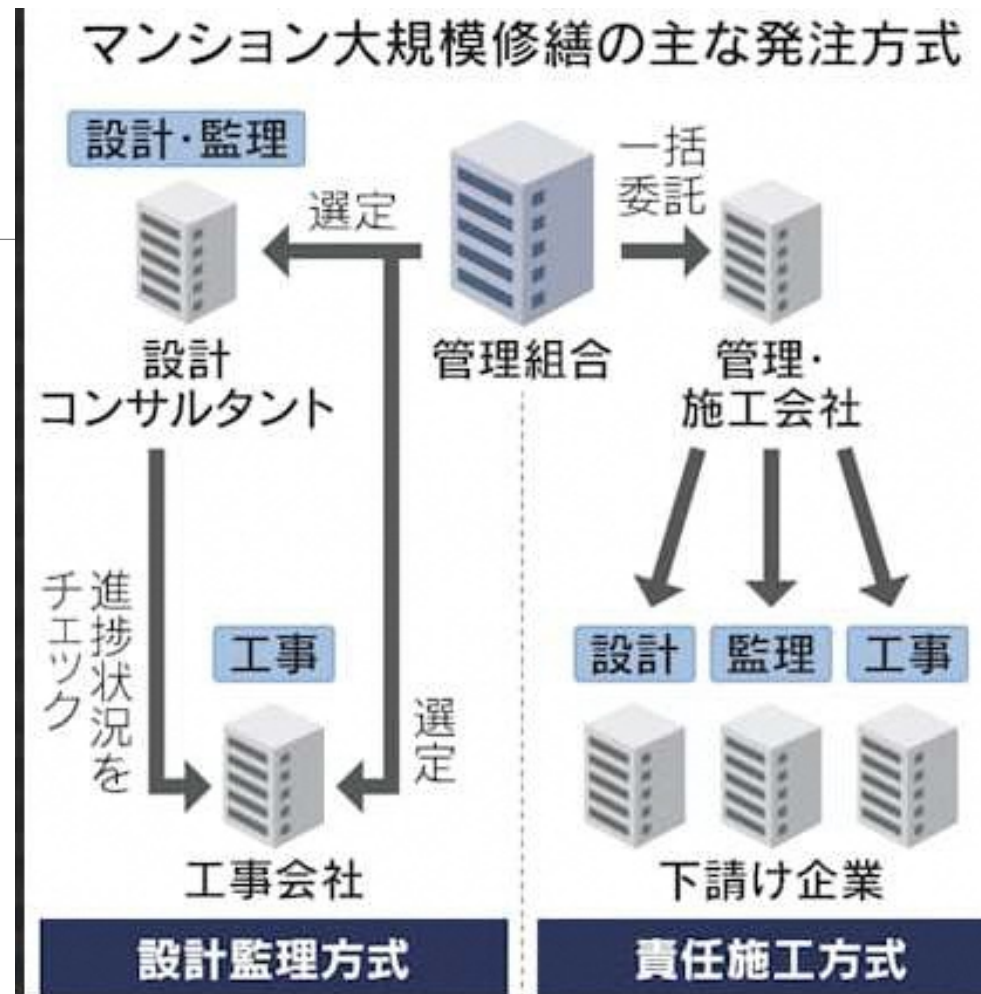 マンション大規模修繕の主な発注方式
設計・監理
選定
一括
委託
設計
コンサルタント
管理組合
管理・
施工会社
進捗状況を
チェック
工事
選定
設計
監理
工事
工事会社
下請け企業
設計監理方式
責任施工方式